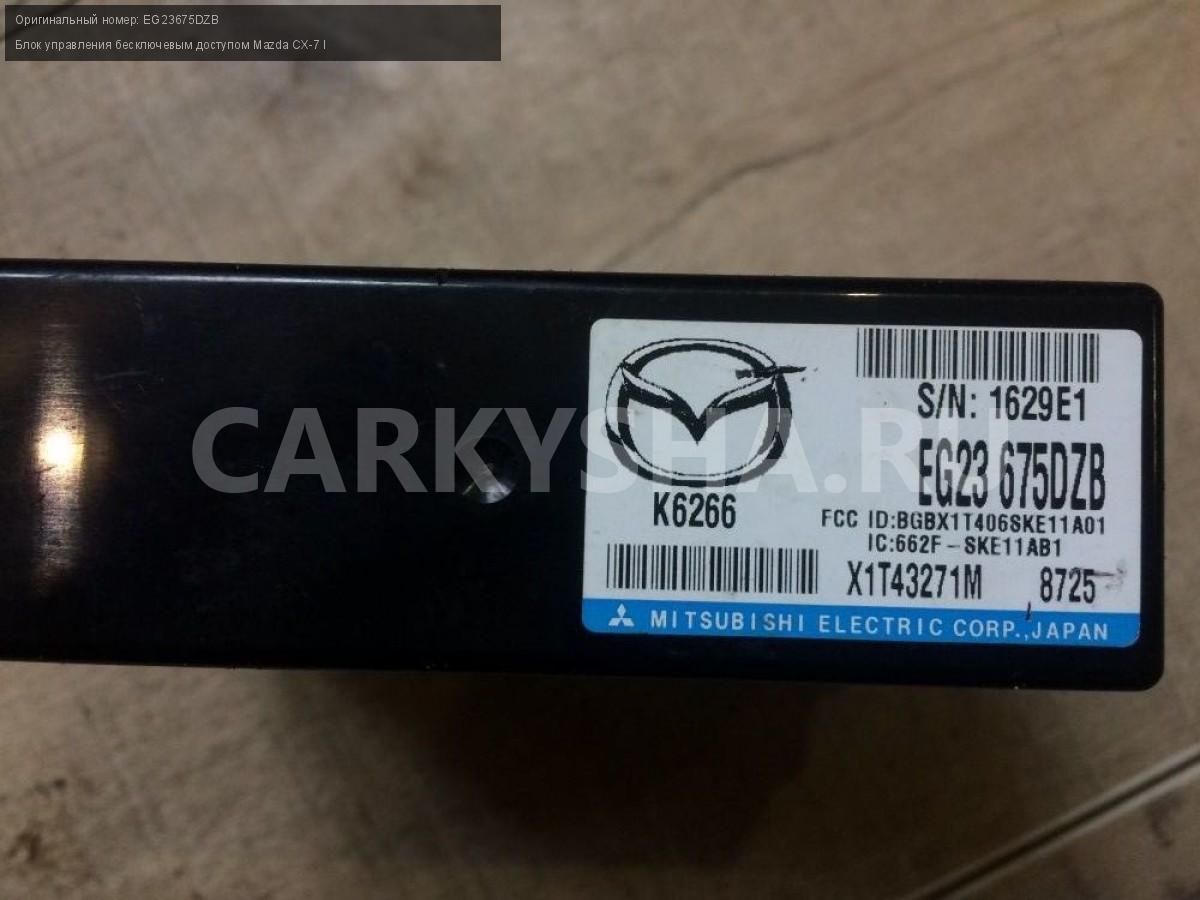 Оригинальный номер: EG23675DZB
Блок управления бесключевым доступом Mazda CX-7 I
CARKYSHA.RU
S/N: 1629E1
EG23 675DZB
K6266
FCC ID:BGBX1T406SKE11A01
IC:662F-SKE11AB1
X1T43271M 8725
MITSUBISHI ELECTRIC CORP.,JAPAN